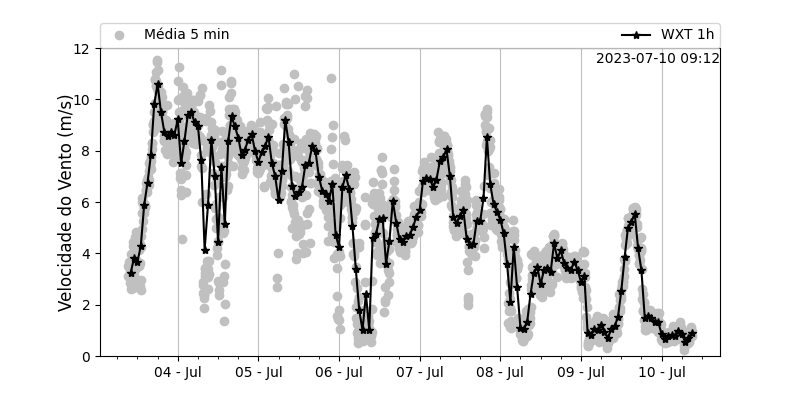 Média 5 min
WXT 1h
2023-07-10 09:12
Velocidade do Vento (m/s)
12
10
8
6
4
2
0
04 - Jul
05 - Jul
06 - Jul
07 - Jul
08 - Jul
09 - Jul
10 - Jul